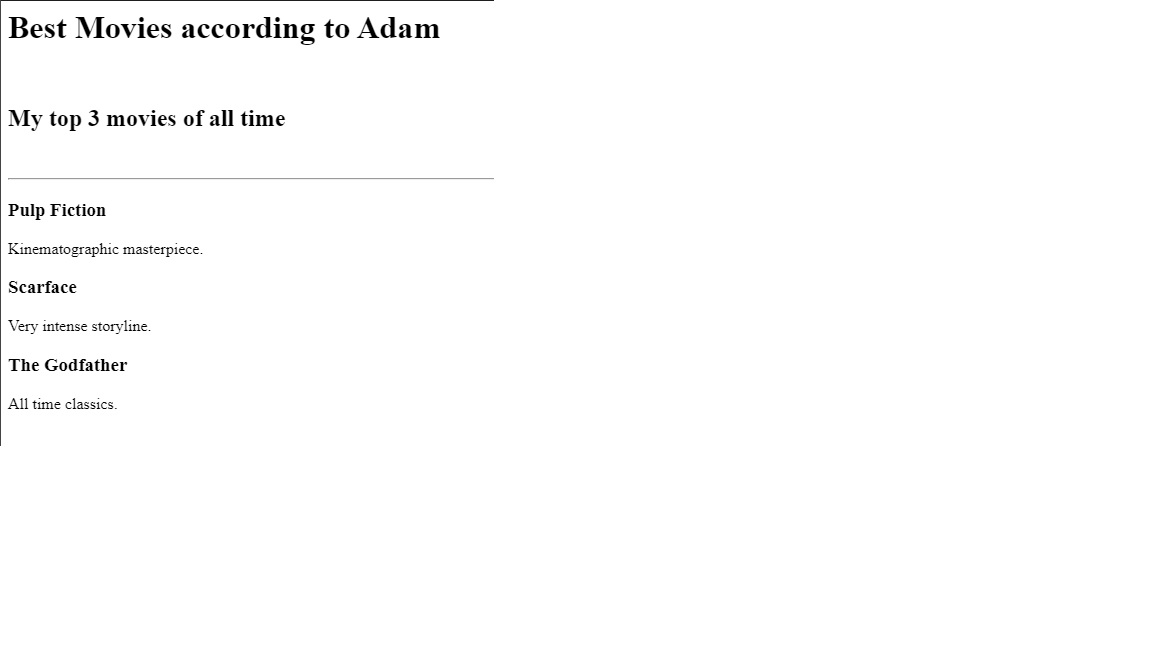 Best Movies according to Adam
My top 3 movies of all time
Pulp Fiction
Kinematographic masterpiece.
Scarface
Very intense storyline.
The Godfather
All time classics.